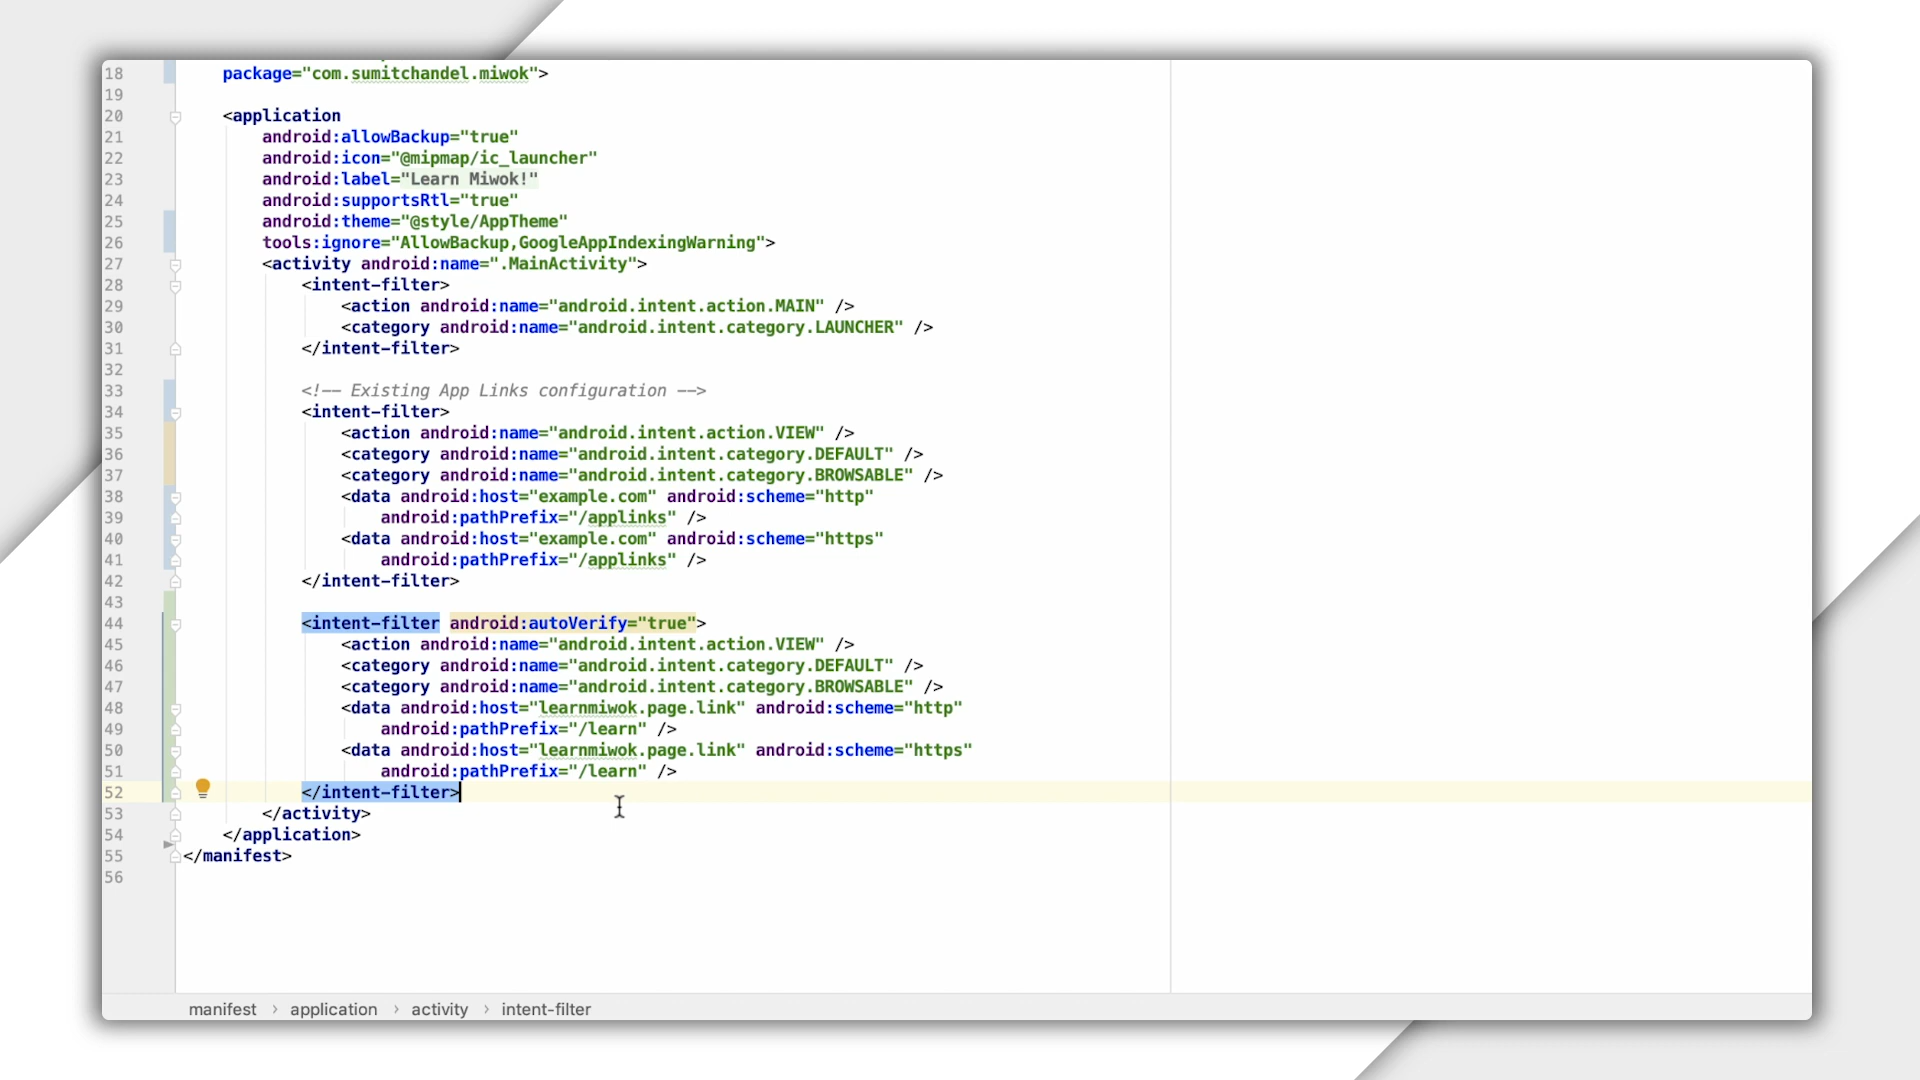 18 package="com.sumitchandel.miwok">
19
20 <application
21 android:allowBackup="true"
22 android:icon="@mipmap/ic_launcher"
23 android:label="Learn Miwok!"
24 android:supportsRtl="true"
25 android:theme="@style/AppTheme"
26 tools:ignore="AllowBackup,GoogleAppIndexingWarning">
27 <activity android:name=".MainActivity">
28 <intent-filter>
29 <action android:name="android.intent.action.MAIN" />
30 <category android:name="android.intent.category.LAUNCHER" />
31 </intent-filter>
32
33 <!-- Existing App Links configuration -->
34 <intent-filter>
35 <action android:name="android.intent.action.VIEW" />
36 <category android:name="android.intent.category.DEFAULT" />
37 <category android:name="android.intent.category.BROWSABLE" />
38 <data android:host="example.com" android:scheme="http"
39 android:pathPrefix="/applinks" />
40 <data android:host="example.com" android:scheme="https"
41 android:pathPrefix="/applinks" />
42 </intent-filter>
43
44 <intent-filter android:autoVerify="true">
45 <action android:name="android.intent.action.VIEW" />
46 <category android:name="android.intent.category.DEFAULT" />
47 <category android:name="android.intent.category.BROWSABLE" />
48 <data android:host="learnmiwok.page.link" android:scheme="http"
49 android:pathPrefix="/learn" />
50 <data android:host="learnmiwok.page.link" android:scheme="https"
51 android:pathPrefix="/learn" />
52 </intent-filter>
53 </activity>
54 </application>
55 </manifest>
56
manifest › application › activity › intent-filter